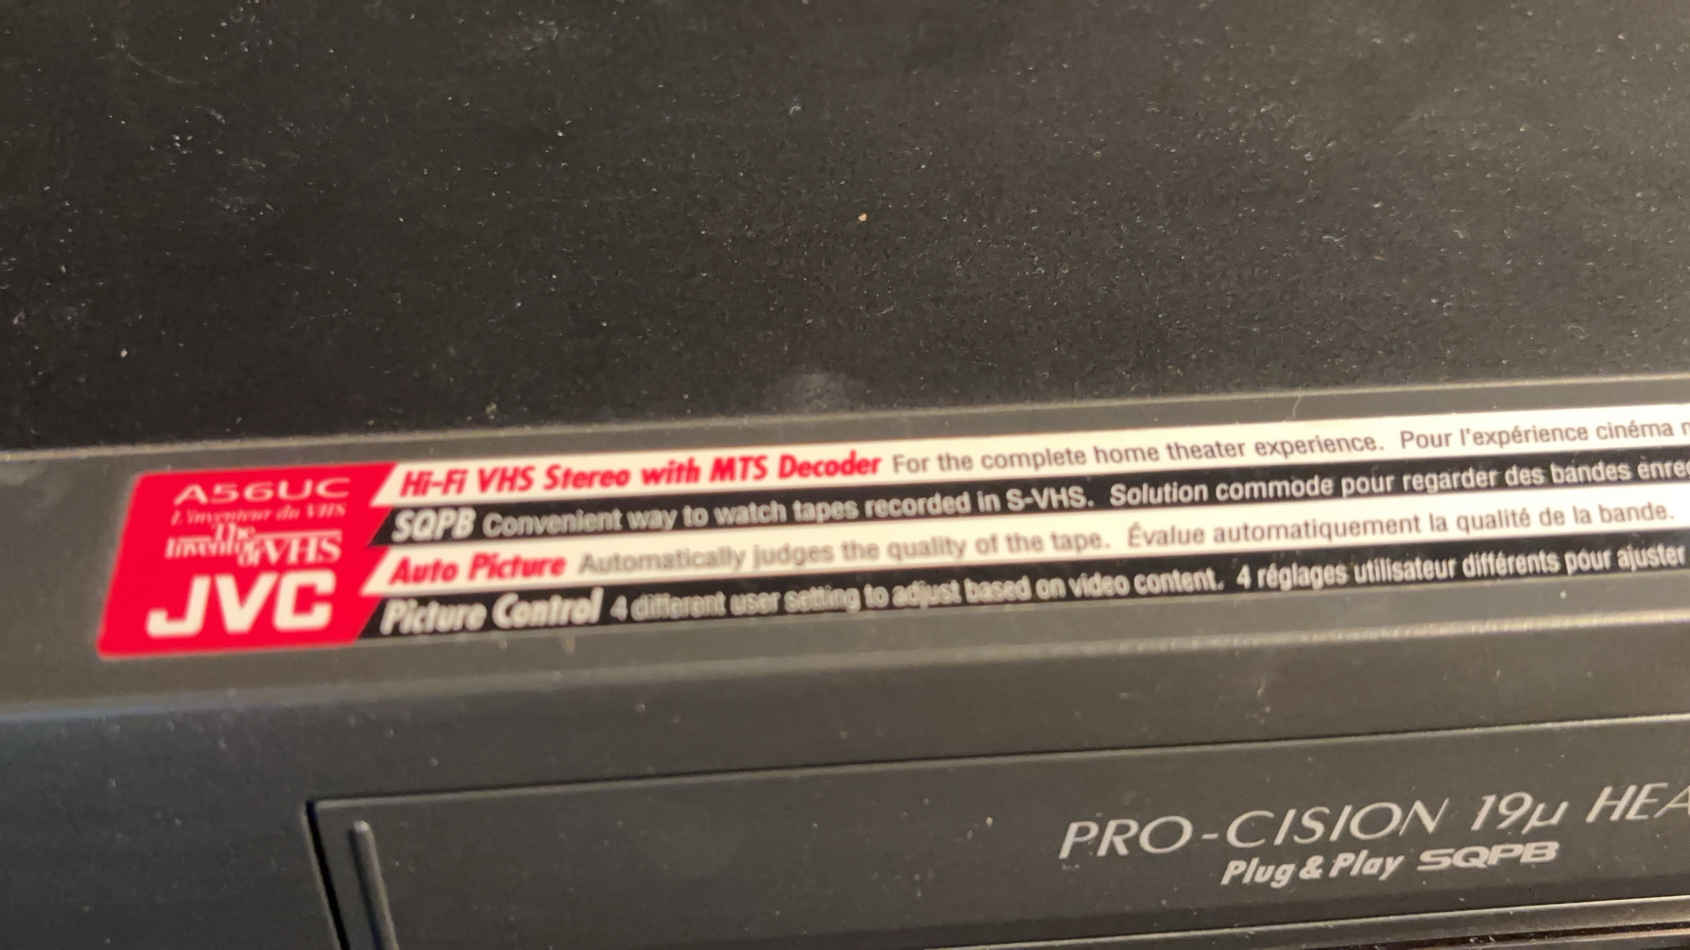 A56UC
L'inventeur du VHS
The
Inventor
of VHS
JVC
Hi-Fi VHS Stereo with MTS Decoder For the complete home theater experience. Pour l'expérience cinéma
SQPB Convenient way to watch tapes recorded in S-VHS. Solution commode pour regarder des bandes
Auto Picture Automatically judges the quality of the tape. Évalue automatiquement la qualité de la bande.
Picture Control 4 different user setting to adjust based on video content. 4 réglages utilisateur différents pour ajuster
PRO-CISION 19µ HEA
Plug & Play SQPB